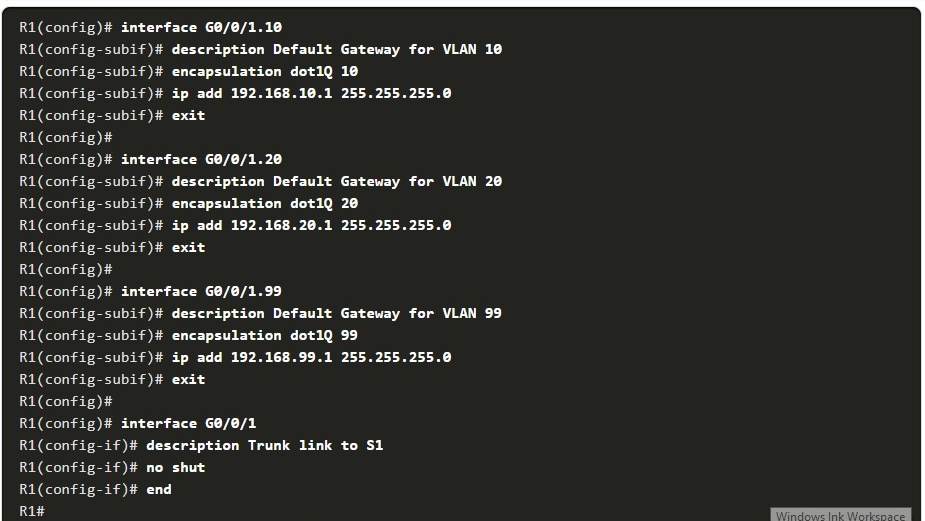 R1(config)# interface G0/0/1.10
R1(config-subif)# description Default Gateway for VLAN 10
R1(config-subif)# encapsulation dot1Q 10
R1(config-subif)# ip add 192.168.10.1 255.255.255.0
R1(config-subif)# exit
R1(config)#
R1(config)# interface G0/0/1.20
R1(config-subif)# description Default Gateway for VLAN 20
R1(config-subif)# encapsulation dot1Q 20
R1(config-subif)# ip add 192.168.20.1 255.255.255.0
R1(config-subif)# exit
R1(config)#
R1(config)# interface G0/0/1.99
R1(config-subif)# description Default Gateway for VLAN 99
R1(config-subif)# encapsulation dot1Q 99
R1(config-subif)# ip add 192.168.99.1 255.255.255.0
R1(config-subif)# exit
R1(config)#
R1(config)# interface G0/0/1
R1(config-if)# description Trunk link to S1
R1(config-if)# no shut
R1(config-if)# end
R1#
Windows Ink Workspace